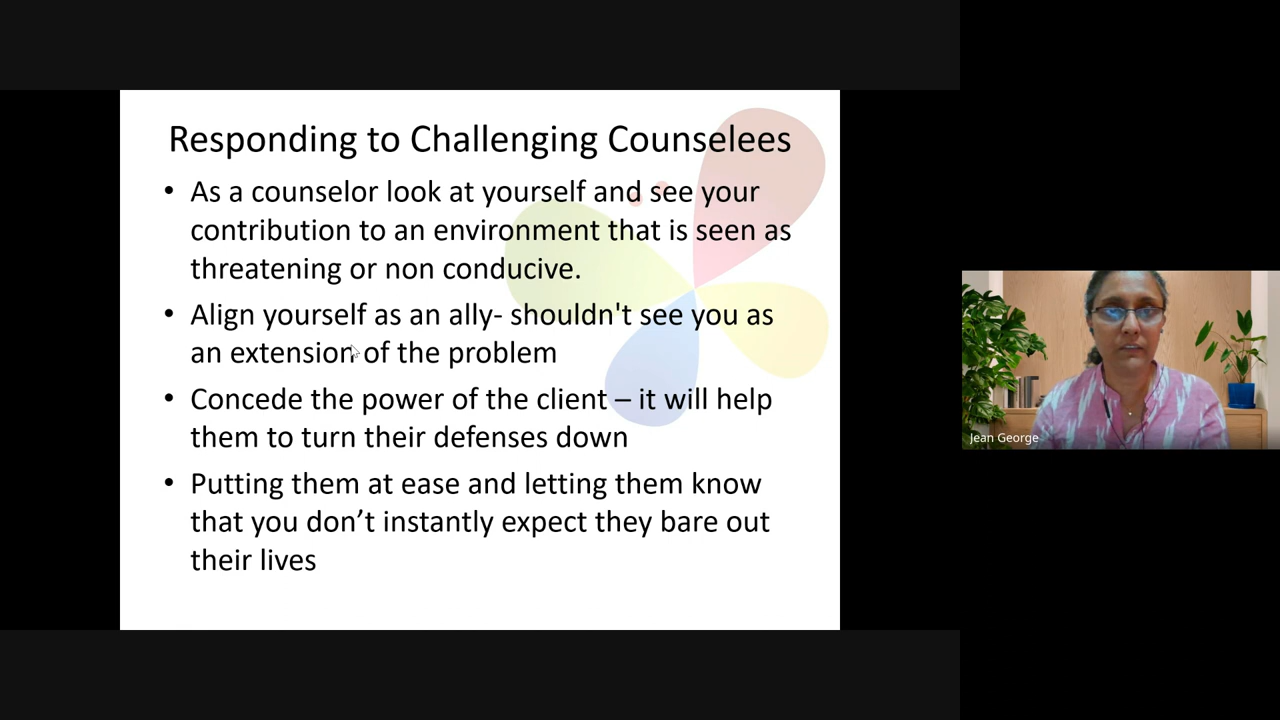 Responding to Challenging Counselees
• As a counselor look at yourself and see your
contribution to an environment that is seen as
threatening or non conducive.
• Align yourself as an ally- shouldn't see you as
an extension of the problem
• Concede the power of the client – it will help
them to turn their defenses down
• Putting them at ease and letting them know
that you don’t instantly expect they bare out
their lives
Jean George